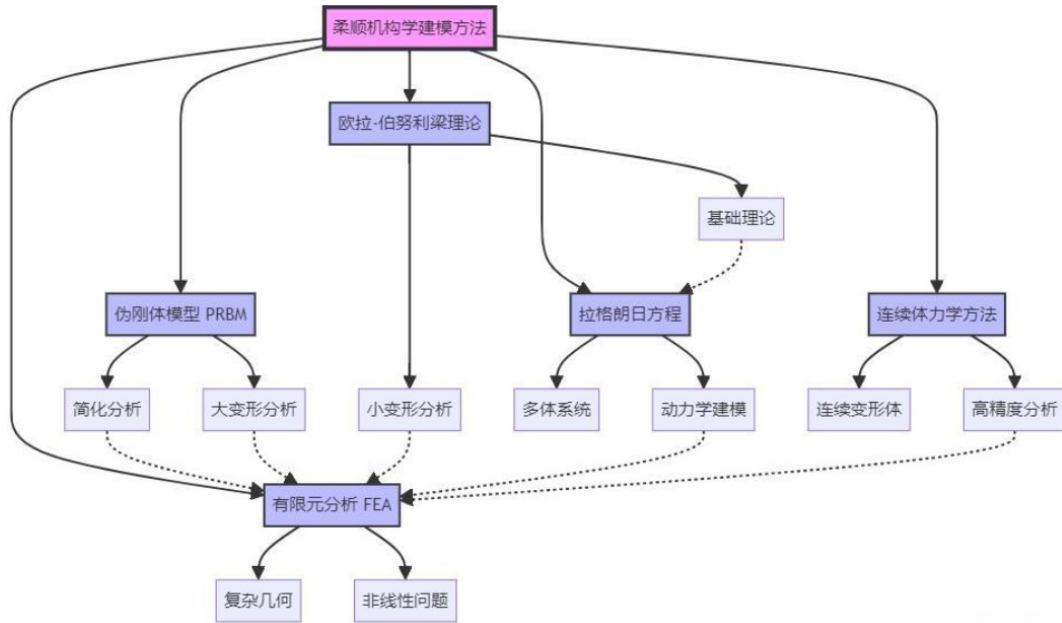 柔顺机构学建模方法
欧拉-伯努利梁理论
基础理论
伪刚体模型 PRBM
拉格朗日方程
连续体力学方法
简化分析
大变形分析
小变形分析
多体系统
动力学建模
连续变形体
高精度分析
有限元分析 FEA
复杂几何
非线性问题